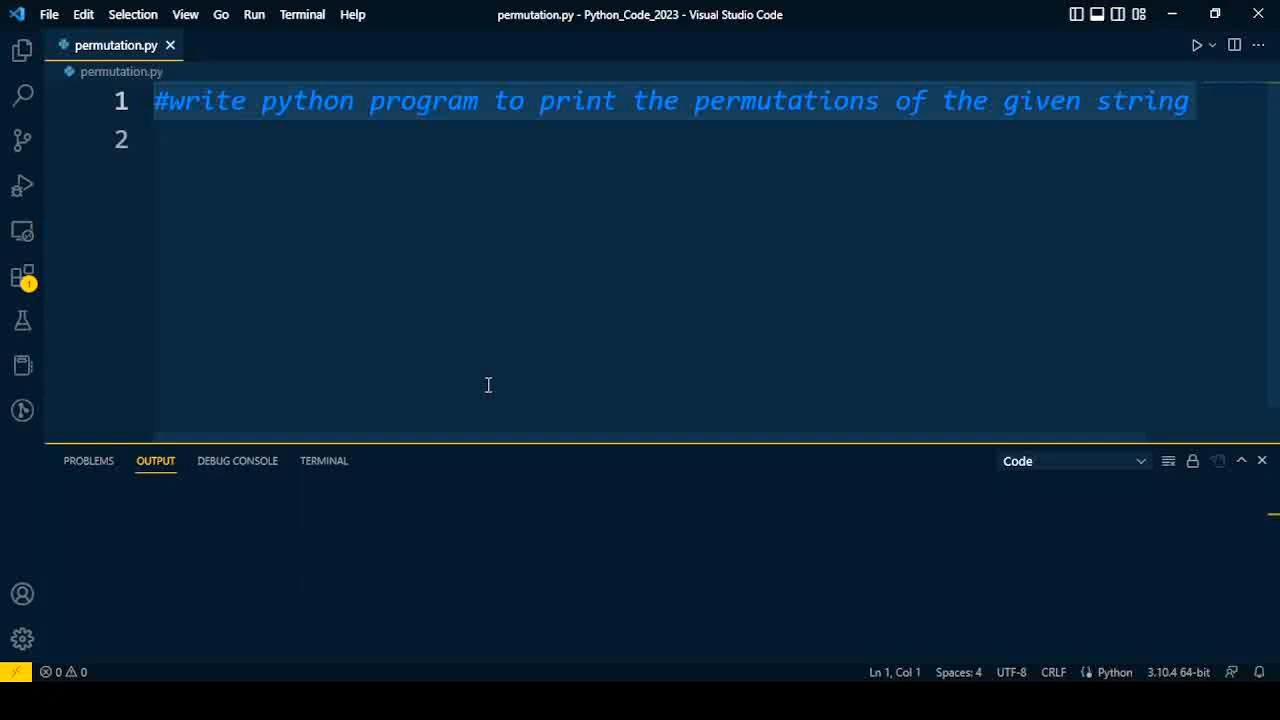 File Edit Selection View Go Run Terminal Help permutation.py - Python_Code_2023 - Visual Studio Code
permutation.py
permutation.py
1 #write python program to print the permutations of the given string
2
1
PROBLEMS OUTPUT DEBUG CONSOLE TERMINAL Code
0 0 Ln 1, Col 1 Spaces: 4 UTF-8 CRLF Python 3.10.4 64-bit